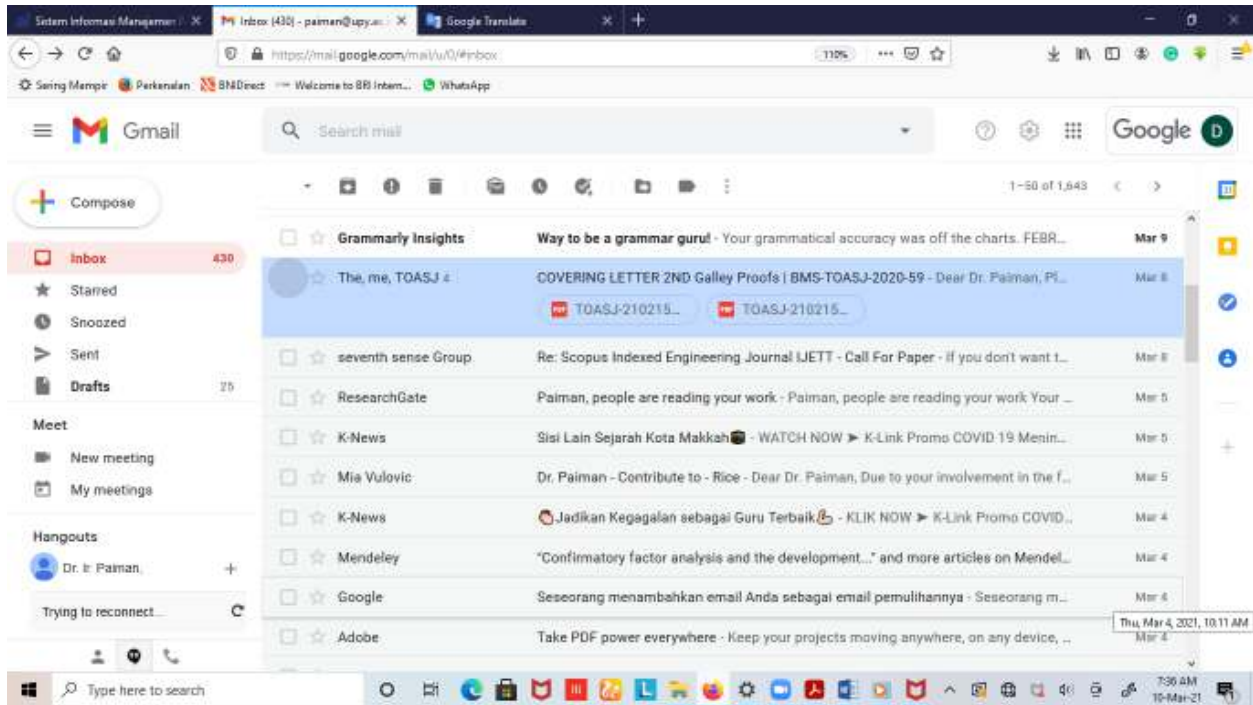 Sistem Informasi Manajemen
Inbox (430) - paiman@upy.ac.
Google Translate
https://mail.google.com/mail/u/0/#inbox
110%
Sering Mampir Perkenalan BNIDirect Welcome to BRI Intern... WhatsApp
Gmail
Search mail
Google D
Compose
1–50 of 1,643
Inbox 430
Starred
Snoozed
Sent
Drafts 25
Meet
New meeting
My meetings
Hangouts
Dr. Ir. Paiman,
Trying to reconnect...
Grammarly Insights Way to be a grammar guru! - Your grammatical accuracy was off the charts. FEBR... Mar 9
The, me, TOASJ 4 COVERING LETTER 2ND Galley Proofs | BMS-TOASJ-2020-59 - Dear Dr. Paiman, Pl... Mar 8
PDF TOASJ-210215... PDF TOASJ-210215...
seventh sense Group Re: Scopus Indexed Engineering Journal IJETT - Call For Paper - If you don't want t... Mar 8
ResearchGate Paiman, people are reading your work - Paiman, people are reading your work Your ... Mar 5
K-News Sisi Lain Sejarah Kota Makkah🕋 - WATCH NOW ➤ K-Link Promo COVID 19 Menin... Mar 5
Mia Vulovic Dr. Paiman - Contribute to - Rice - Dear Dr. Paiman, Due to your involvement in the f... Mar 5
K-News Jadikan Kegagalan sebagai Guru Terbaik💪 - KLIK NOW ➤ K-Link Promo COVID... Mar 4
Mendeley "Confirmatory factor analysis and the development..." and more articles on Mendel... Mar 4
Google Seseorang menambahkan email Anda sebagai email pemulihannya - Seseorang m... Mar 4
Thu, Mar 4, 2021, 10:11 AM
Adobe Take PDF power everywhere - Keep your projects moving anywhere, on any device, ... Mar 4
Type here to search
7:36 AM
10-Mar-21